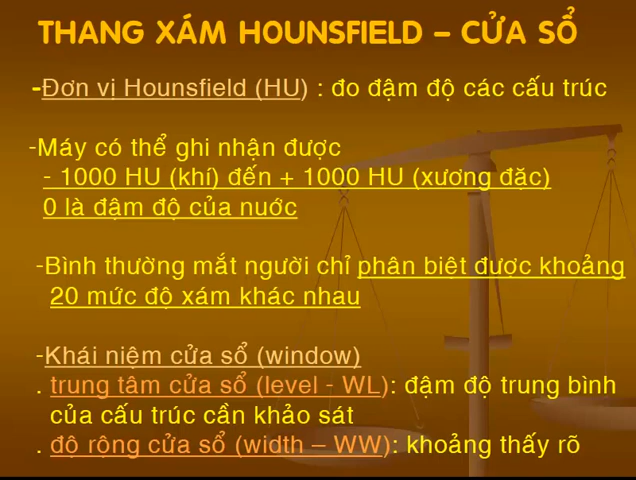 THANG XÁM HOUNSFIELD – CỬA SỔ
-Đơn vị Hounsfield (HU) : đo đậm độ các cấu trúc
-Máy có thể ghi nhận được
- 1000 HU (khí) đến + 1000 HU (xương đặc)
0 là đậm độ của nước
-Bình thường mắt người chỉ phân biệt được khoảng
20 mức độ xám khác nhau
-Khái niệm cửa sổ (window)
. trung tâm cửa sổ (level - WL): đậm độ trung bình
của cấu trúc cần khảo sát
. độ rộng cửa sổ (width – WW): khoảng thấy rõ